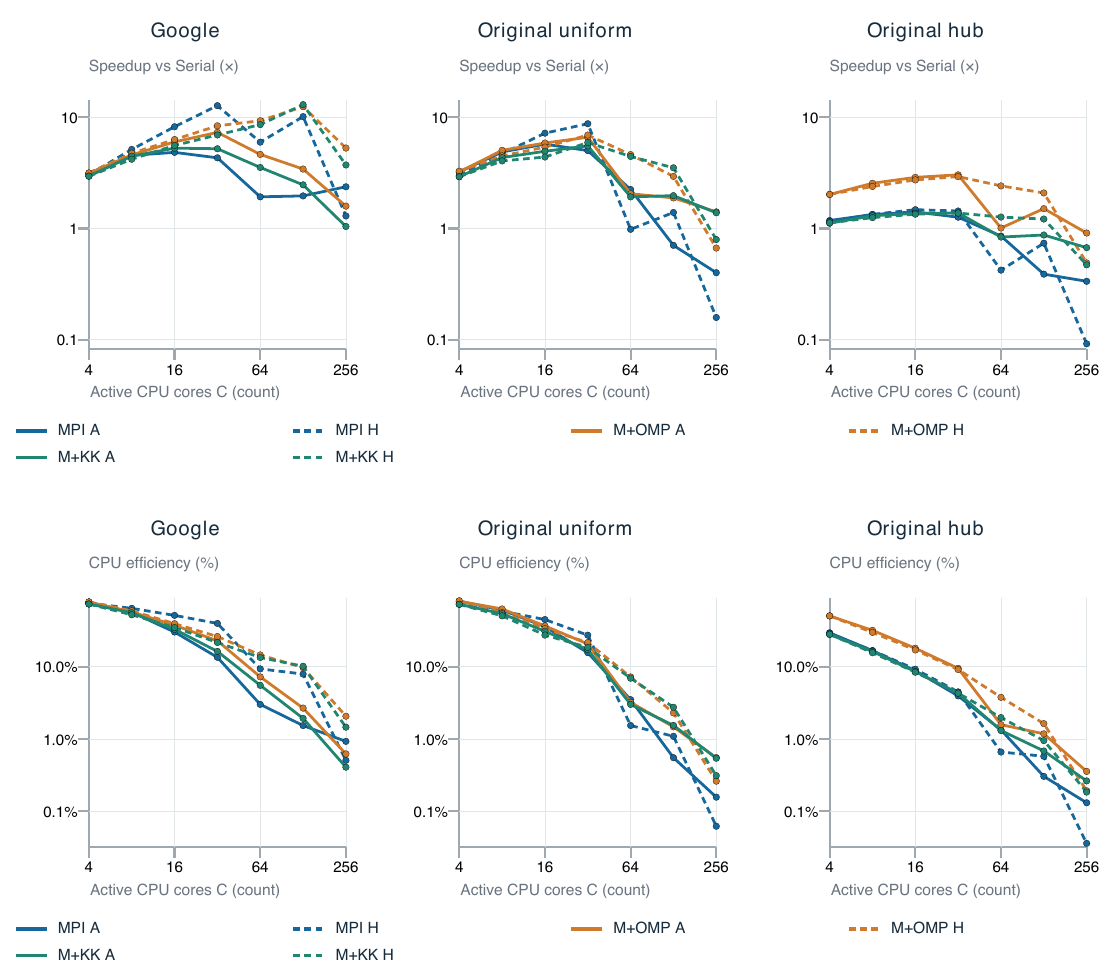 Google Original uniform Original hub
Speedup vs Serial (×) Speedup vs Serial (×) Speedup vs Serial (×)
10 10 10
1 1 1
0.1 0.1 0.1
4 16 64 256 4 16 64 256 4 16 64 256
Active CPU cores C (count) Active CPU cores C (count) Active CPU cores C (count)
MPI A MPI H M+OMP A M+OMP H
M+KK A M+KK H
Google Original uniform Original hub
CPU efficiency (%) CPU efficiency (%) CPU efficiency (%)
10.0% 10.0% 10.0%
1.0% 1.0% 1.0%
0.1% 0.1% 0.1%
4 16 64 256 4 16 64 256 4 16 64 256
Active CPU cores C (count) Active CPU cores C (count) Active CPU cores C (count)
MPI A MPI H M+OMP A M+OMP H
M+KK A M+KK H